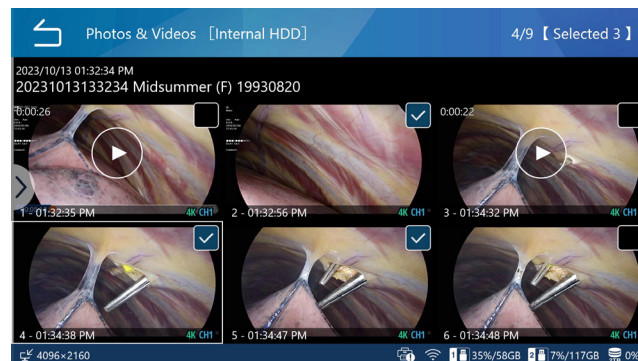 Photos & Videos [Internal HDD]
4/9 【 Selected 3 】
2023/10/13 01:32:34 PM
20231013133234 Midsummer (F) 19930820
0:00:26
0:00:22
1 - 01:32:35 PM 4K CH1
2 - 01:32:56 PM 4K CH1
3 - 01:34:32 PM 4K CH1
4 - 01:34:38 PM 4K CH1
5 - 01:34:47 PM 4K CH1
6 - 01:34:48 PM 4K CH1
4096×2160
1 35%/58GB 2 7%/117GB 0%